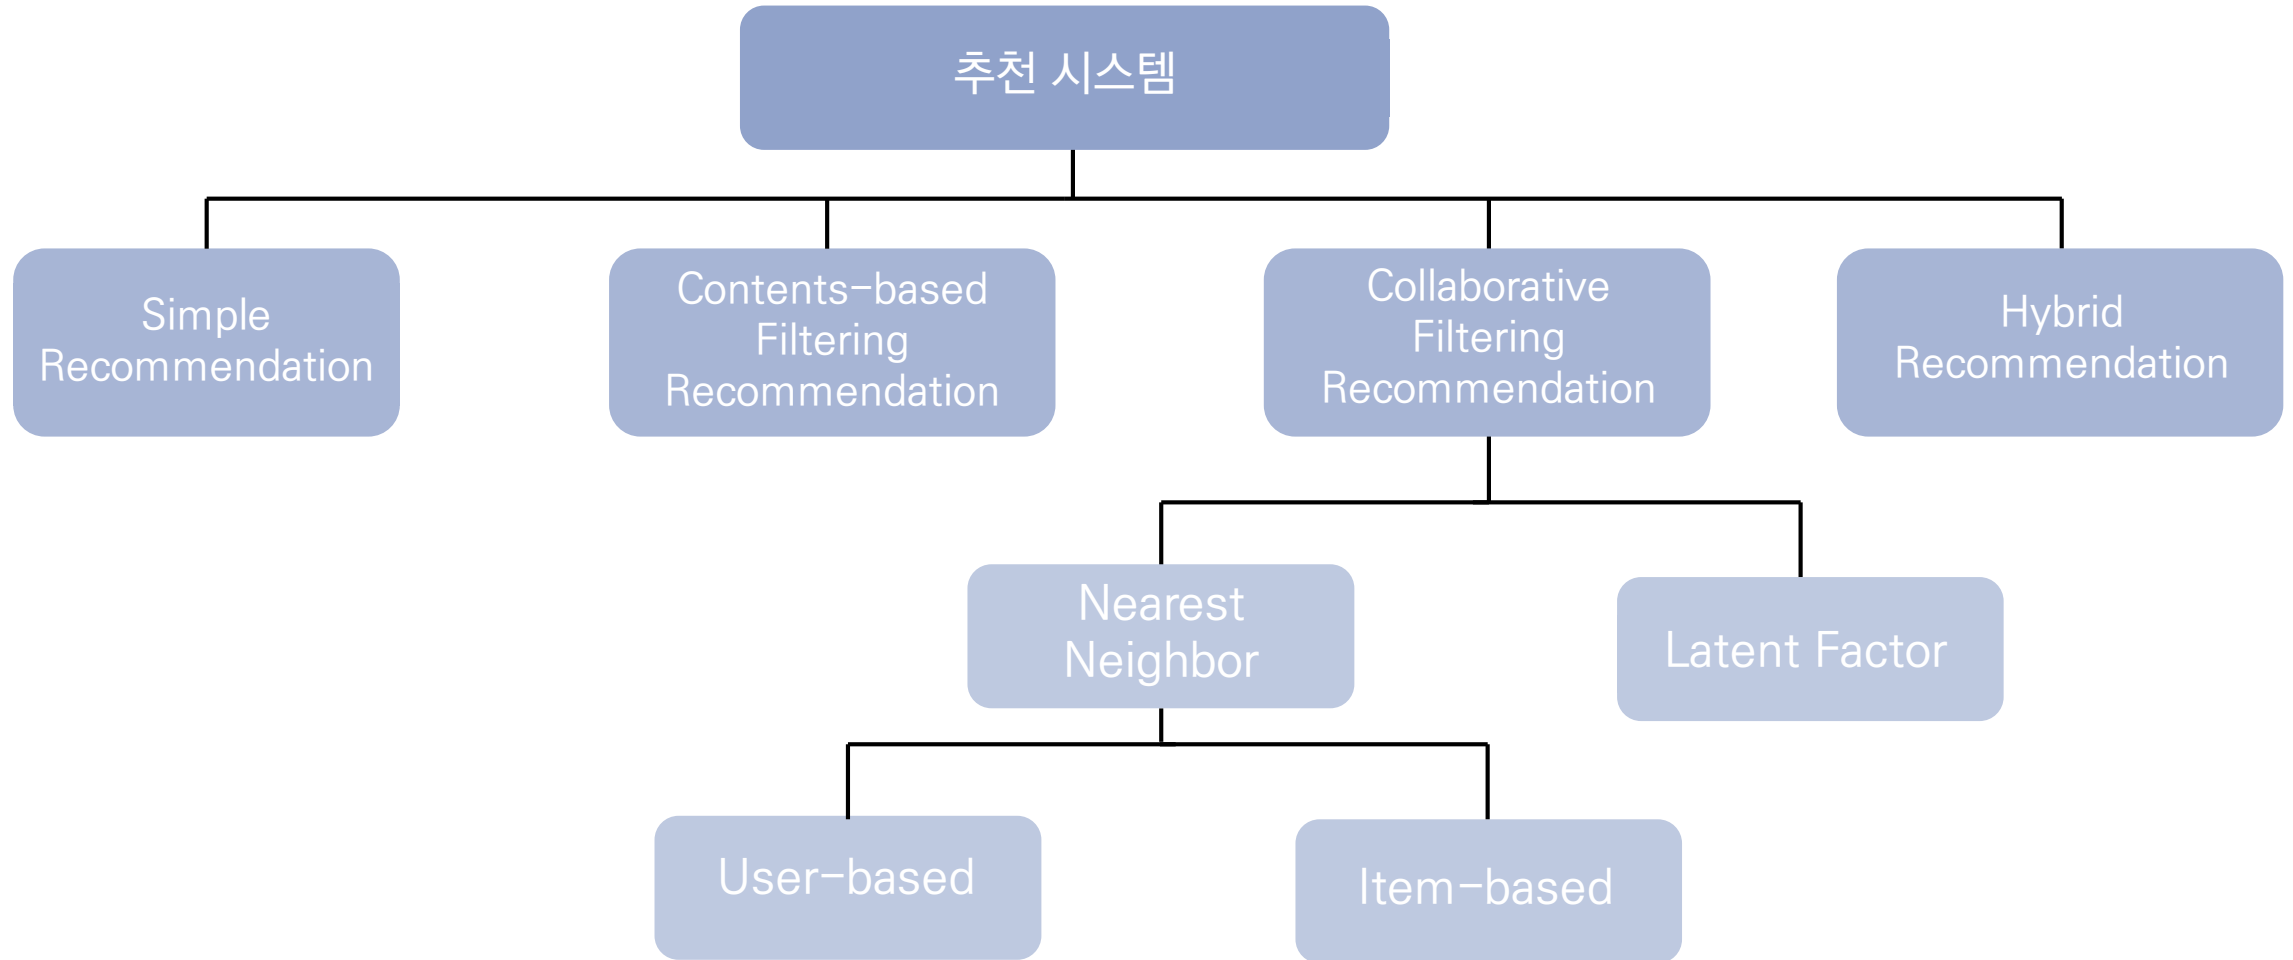 추천 시스템
Simple
Recommendation
Contents-based
Filtering
Recommendation
Collaborative
Filtering
Recommendation
Hybrid
Recommendation
Nearest
Neighbor
Latent Factor
User-based
Item-based